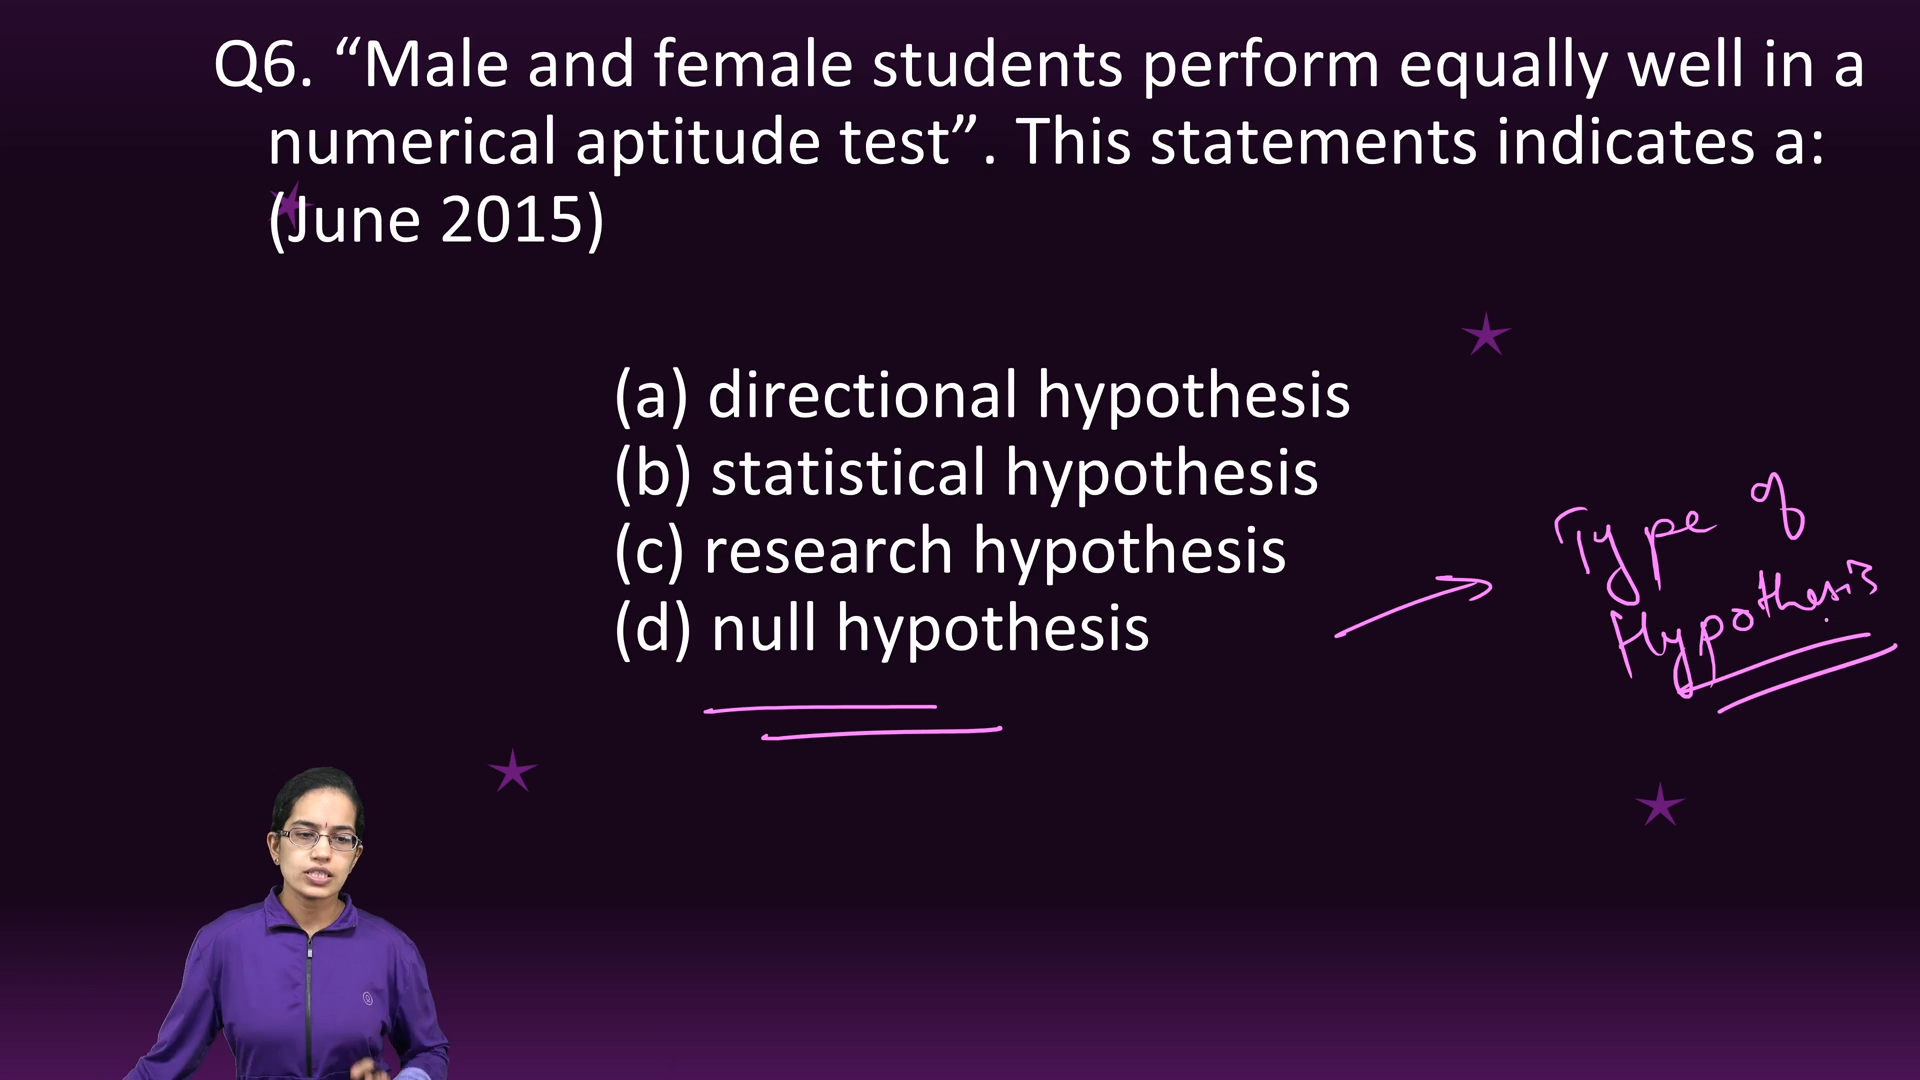 Q6. “Male and female students perform equally well in a
numerical aptitude test”. This statements indicates a:
(June 2015)
(a) directional hypothesis
(b) statistical hypothesis
(c) research hypothesis
(d) null hypothesis
Type of
Hypothesis